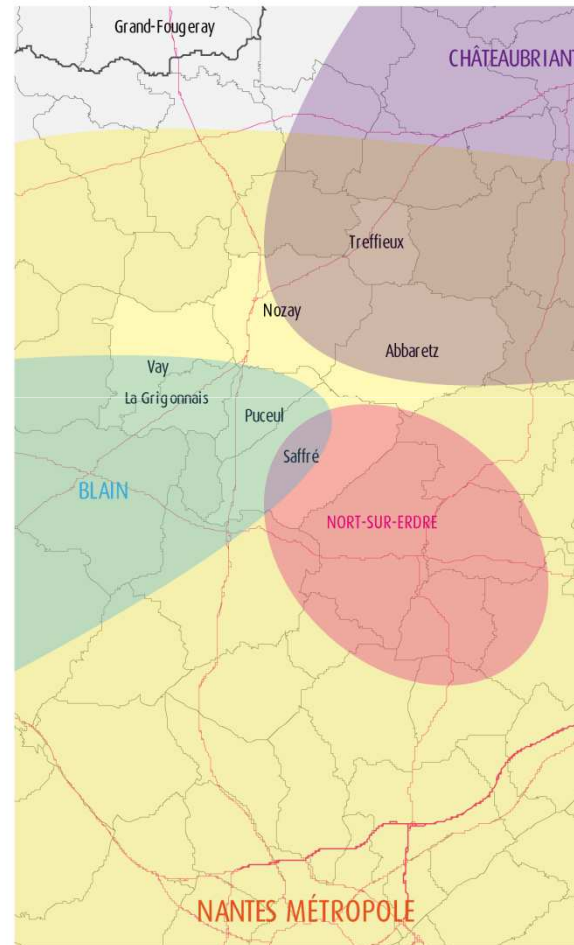 Grand-Fougeray
CHÂTEAUBRIANT
Treffieux
Nozay
Abbaretz
Vay
La Grigonnais
Puceul
Saffré
BLAIN
NORT-SUR-ERDRE
NANTES MÉTROPOLE